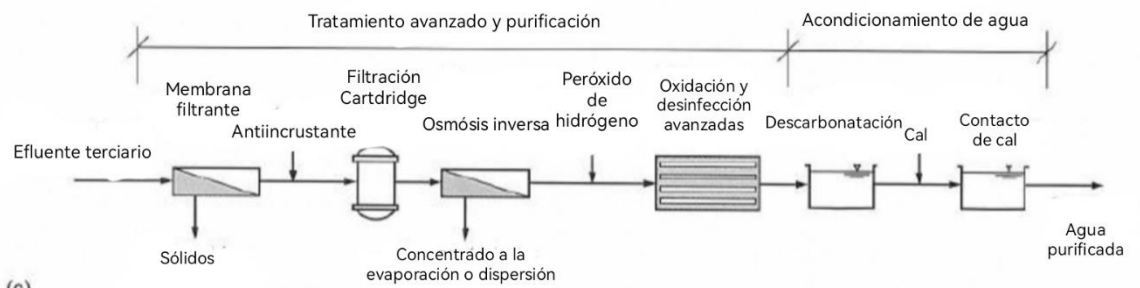 Tratamiento avanzado y purificación
Acondicionamiento de agua
Membrana
filtrante
Antiincrustante
Filtración
Cartdridge
Osmósis inversa
Peróxido
de
hidrógeno
Oxidación y
desinfección
avanzadas
Descarbonatación
Cal
Contacto
de cal
Efluente terciario
Sólidos
Concentrado a la
evaporación o dispersión
Agua
purificada